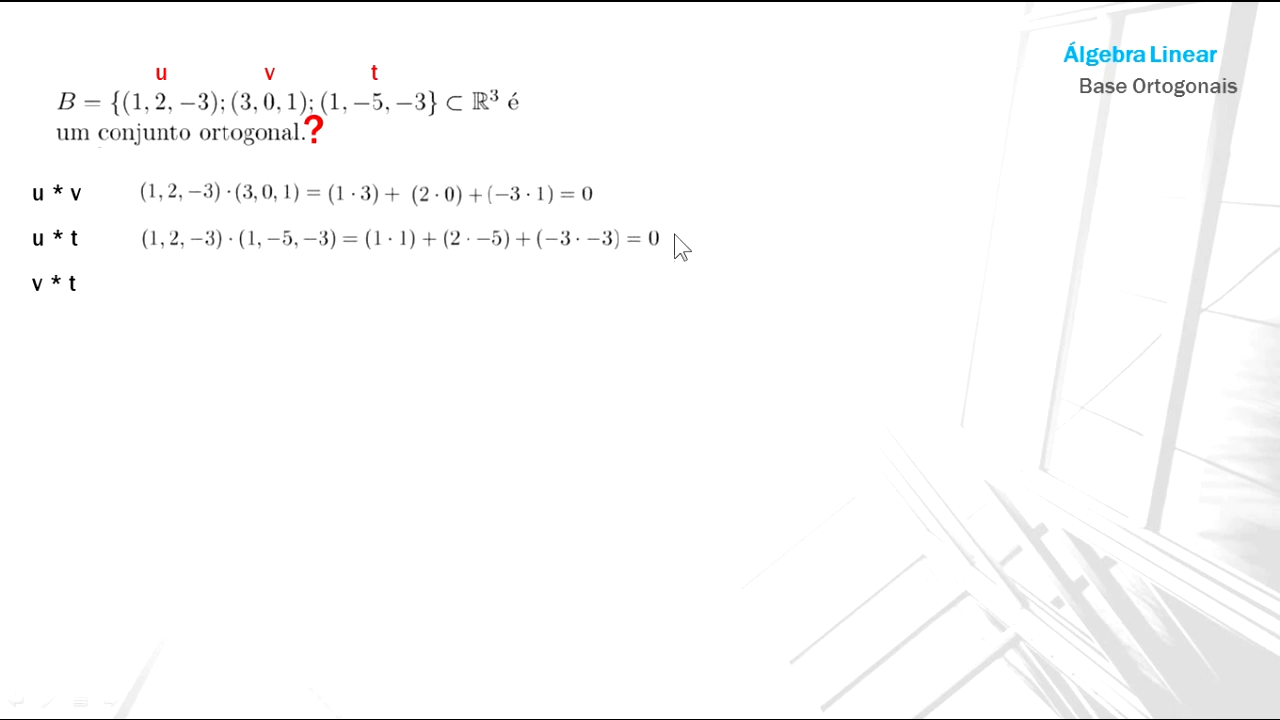 Álgebra Linear
Base Ortogonais
u v t
B = {(1, 2, −3); (3, 0, 1); (1, −5, −3} ⊂ ℝ³ é
um conjunto ortogonal.?
u * v (1, 2, −3) · (3, 0, 1) = (1 · 3) + (2 · 0) + (−3 · 1) = 0
u * t (1, 2, −3) · (1, −5, −3) = (1 · 1) + (2 · −5) + (−3 · −3) = 0
v * t